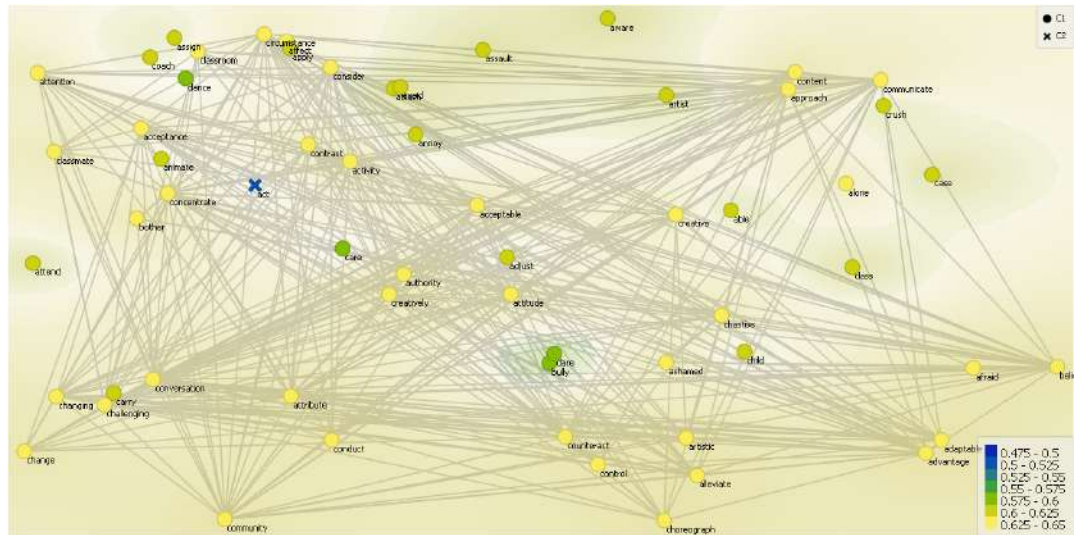 aware
C1
C2
assign
circumstance
affect
apply
classroom
coach
assault
attention
dance
consider
content
communicate
approach
artist
crush
acceptance
annoy
contrast
classmate
animate
activity
case
concentrate
act
alone
acceptable
able
creative
bother
care
adjust
attend
class
authority
creatively
attitude
bully
child
ashamed
afraid
conversation
changing
carry
challenging
attribute
conduct
counteract
artistic
adaptable
change
advantage
control
alleviate
community
choreograph
0.475 - 0.5
0.5 - 0.525
0.525 - 0.55
0.55 - 0.575
0.575 - 0.6
0.6 - 0.625
0.625 - 0.65